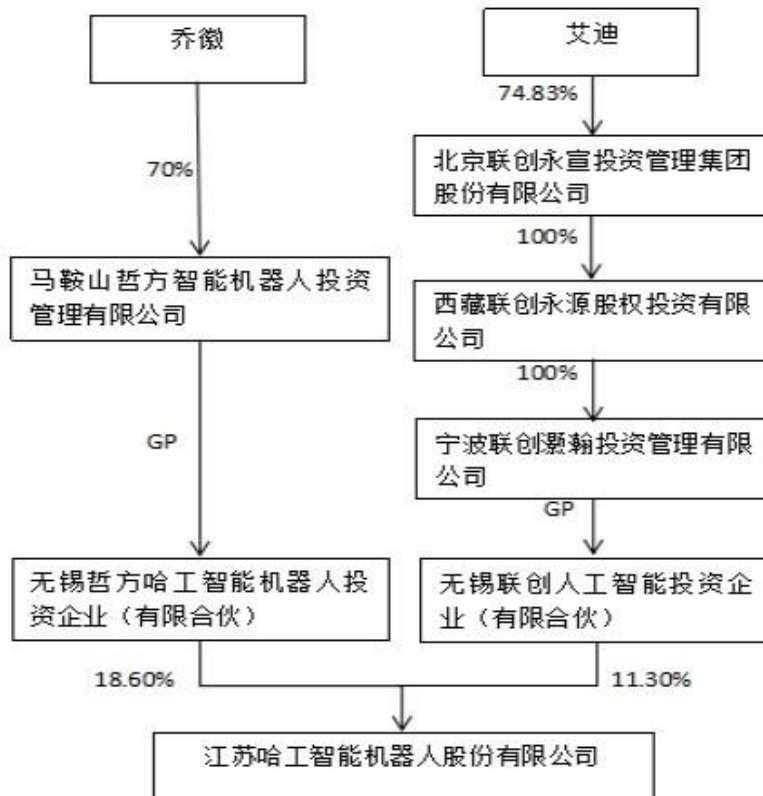 乔徽
艾迪
74.83%
北京联创永宣投资管理集团
股份有限公司
70%
100%
马鞍山哲方智能机器人投资
管理有限公司
西藏联创永源股权投资有限
公司
100%
宁波联创灏瀚投资管理有限
公司
GP
GP
无锡哲方哈工智能机器人投
资企业（有限合伙）
无锡联创人工智能投资企
业（有限合伙）
18.60%
11.30%
江苏哈工智能机器人股份有限公司